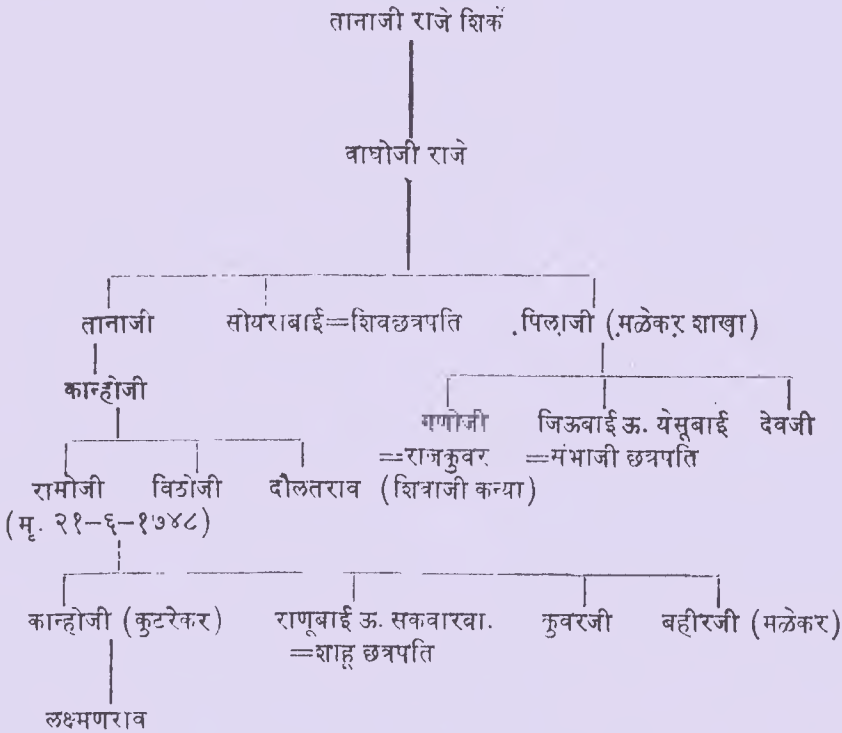 तानाजी राजे शिर्के
वाघोजी राजे
तानाजी सोयराबाई=शिवछत्रपति पिलाजी (मळेकर शाखा)
कान्होजी
गणोजी जिऊबाई ऊ. येसूबाई देवजी
=राजकुवर =संभाजी छत्रपति
रामोजी विठोजी दौलतराव (शिवाजी कन्या)
(मृ. २१-६-१७४८)
कान्होजी (कुटरेकर) राणूबाई ऊ. सकवारबा. कुवरजी बहीरजी (मळेकर)
=शाहू छत्रपति
लक्ष्मणराव